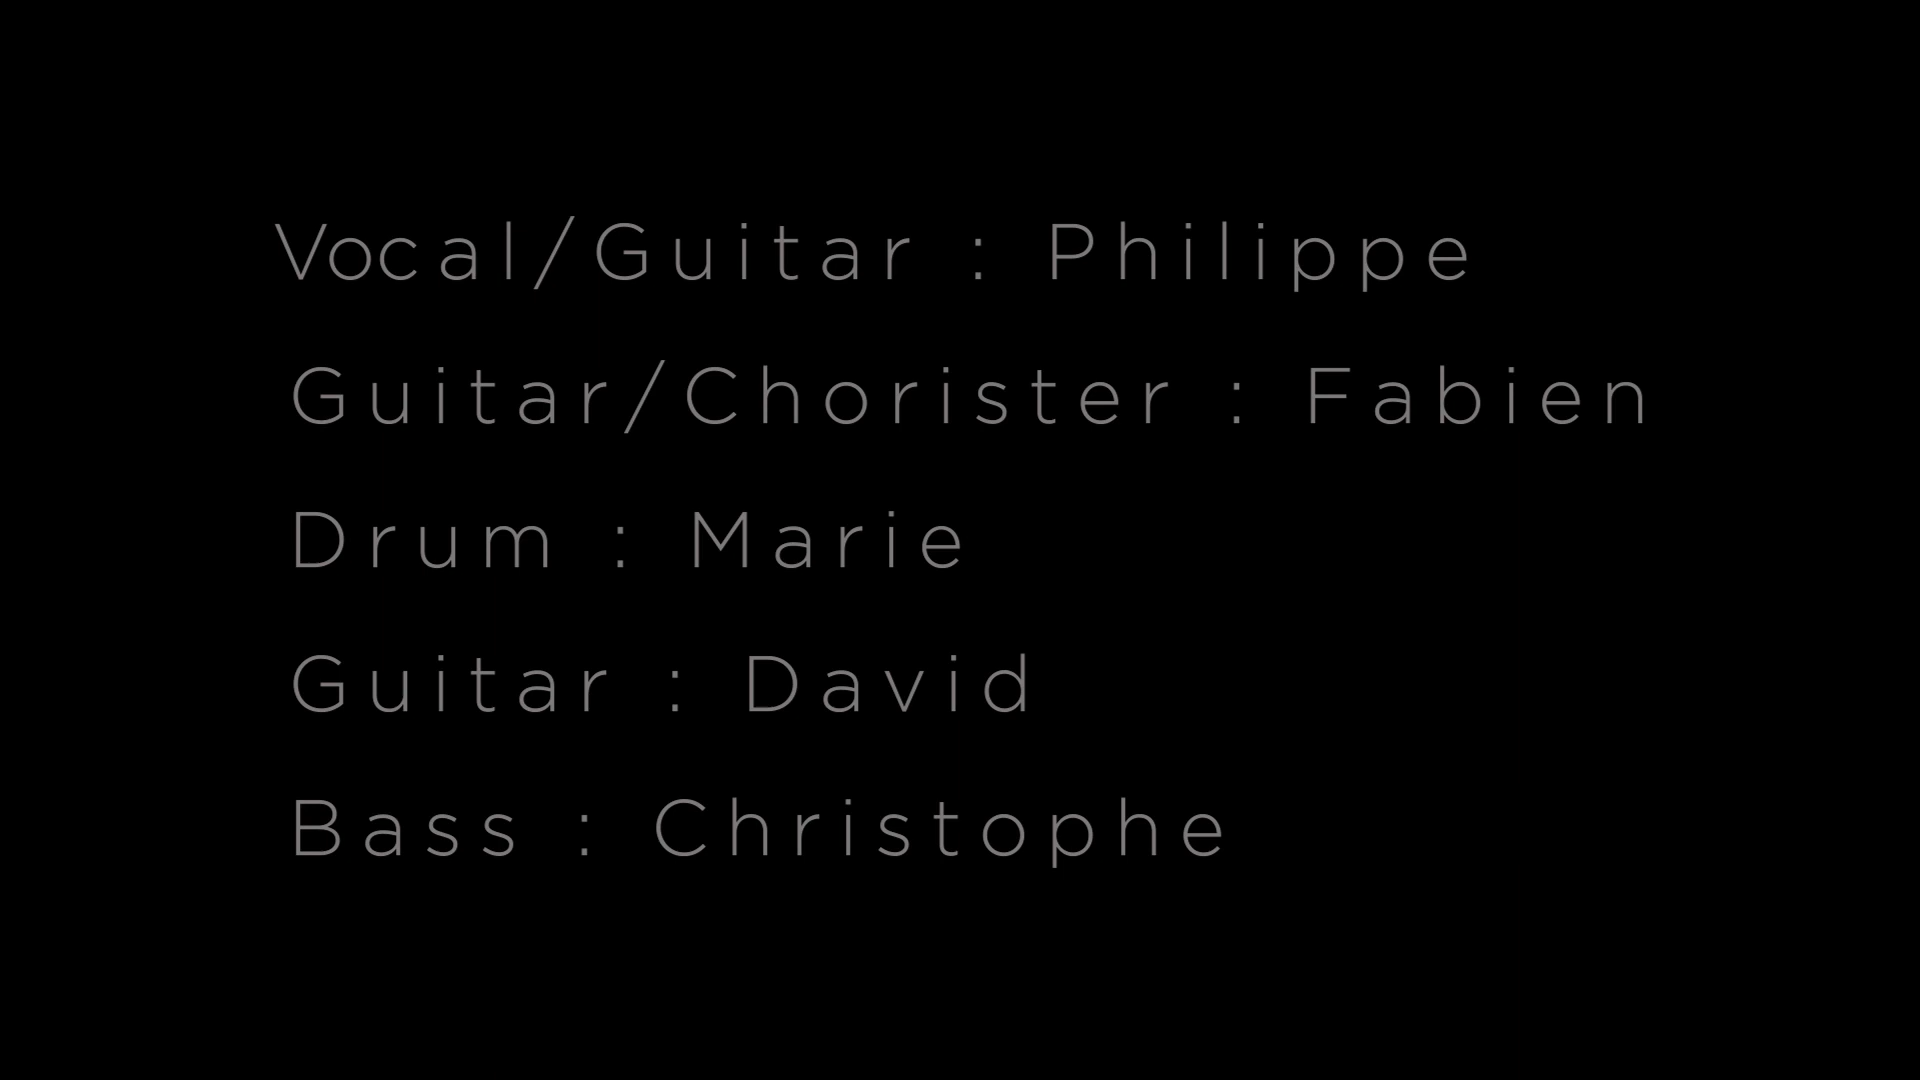 Vocal/Guitar : Philippe
Guitar/Chorister : Fabien
Drum : Marie
Guitar : David
Bass : Christophe